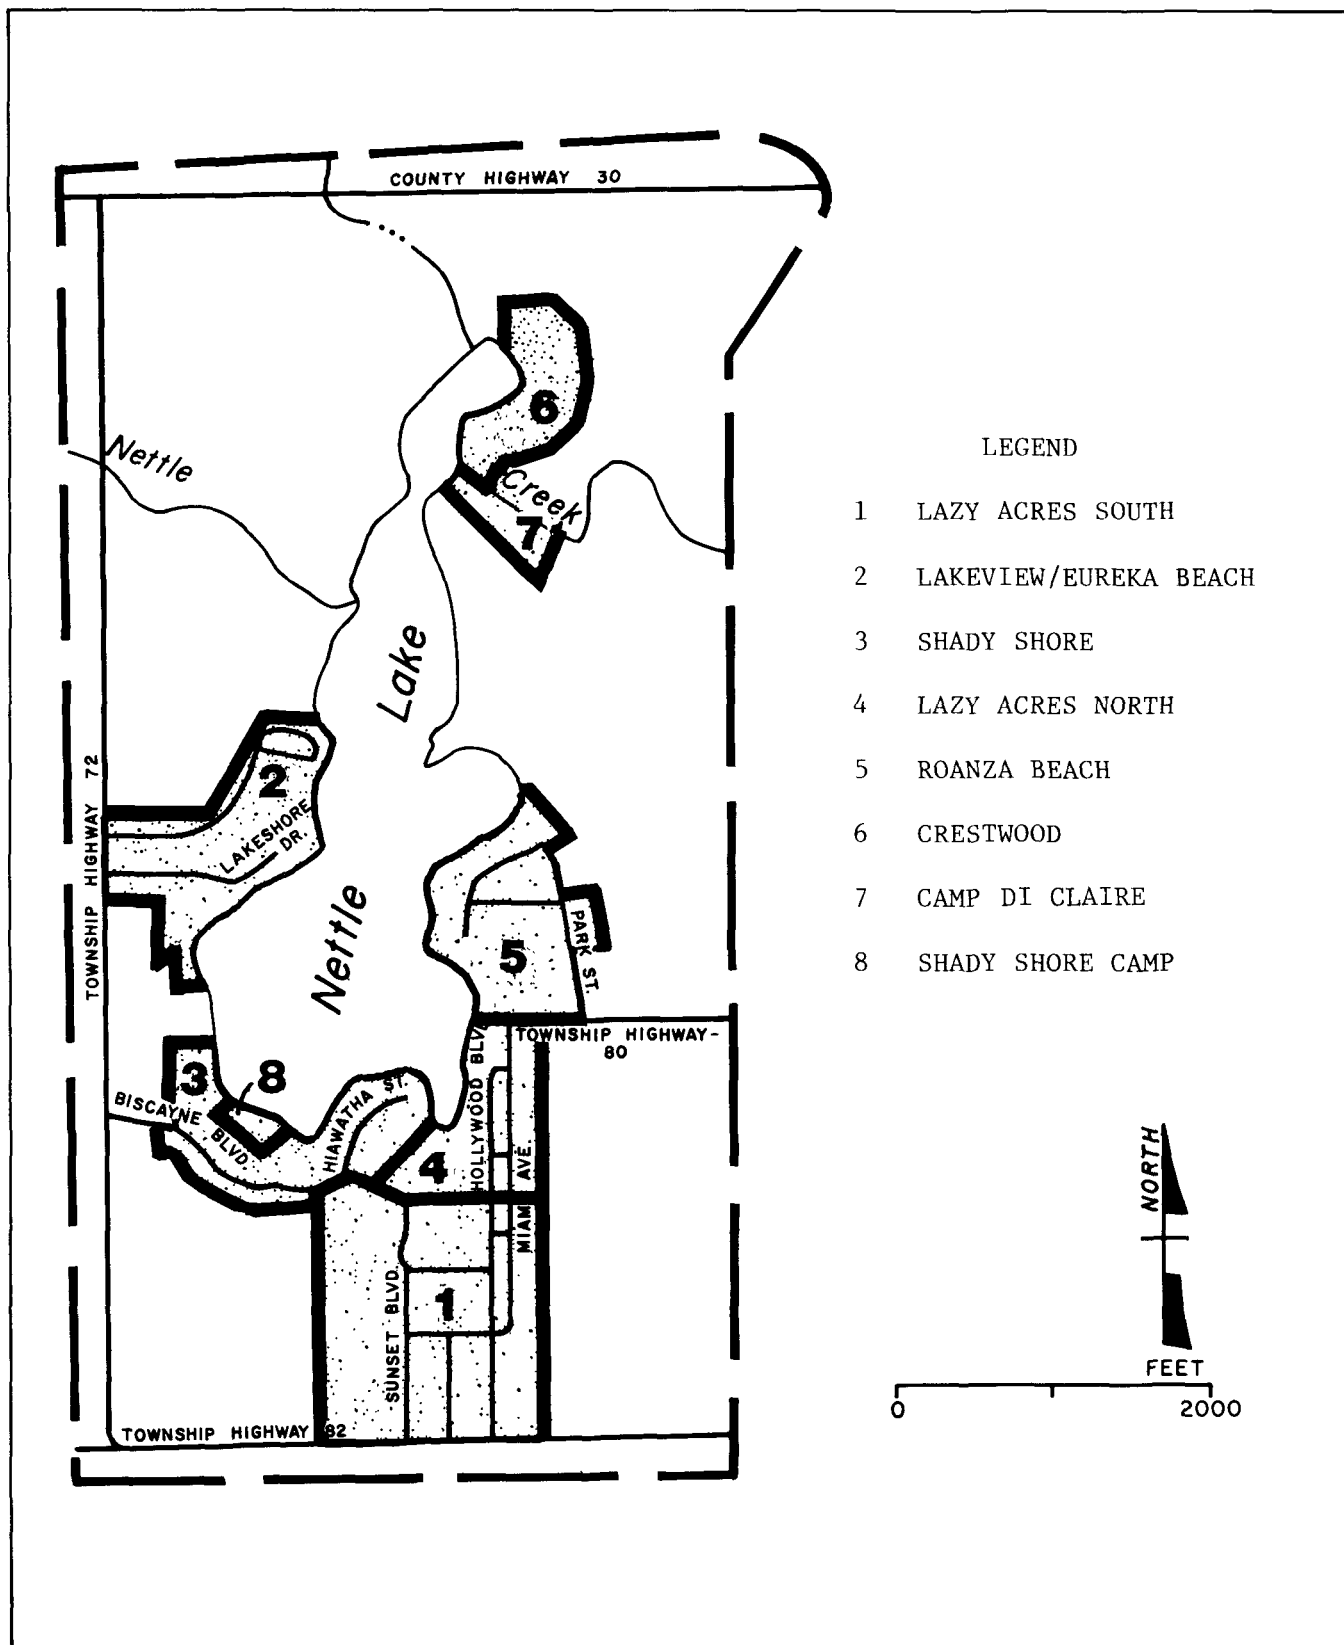 COUNTY HIGHWAY 30
6
Nettle
Creek
7
LEGEND
1 LAZY ACRES SOUTH
2 LAKEVIEW/EUREKA BEACH
3 SHADY SHORE
4 LAZY ACRES NORTH
5 ROANZA BEACH
6 CRESTWOOD
7 CAMP DI CLAIRE
8 SHADY SHORE CAMP
Lake
Nettle
TOWNSHIP HIGHWAY 72
2
LAKESHORE
DR.
5
PARK ST.
TOWNSHIP HIGHWAY-
80
HOLLYWOOD BLVD
3
8
BISCAYNE BLVD.
HIAWATHA ST.
4
MIAMI AVE.
1
SUNSET BLVD.
TOWNSHIP HIGHWAY 82
NORTH
FEET
0 2000